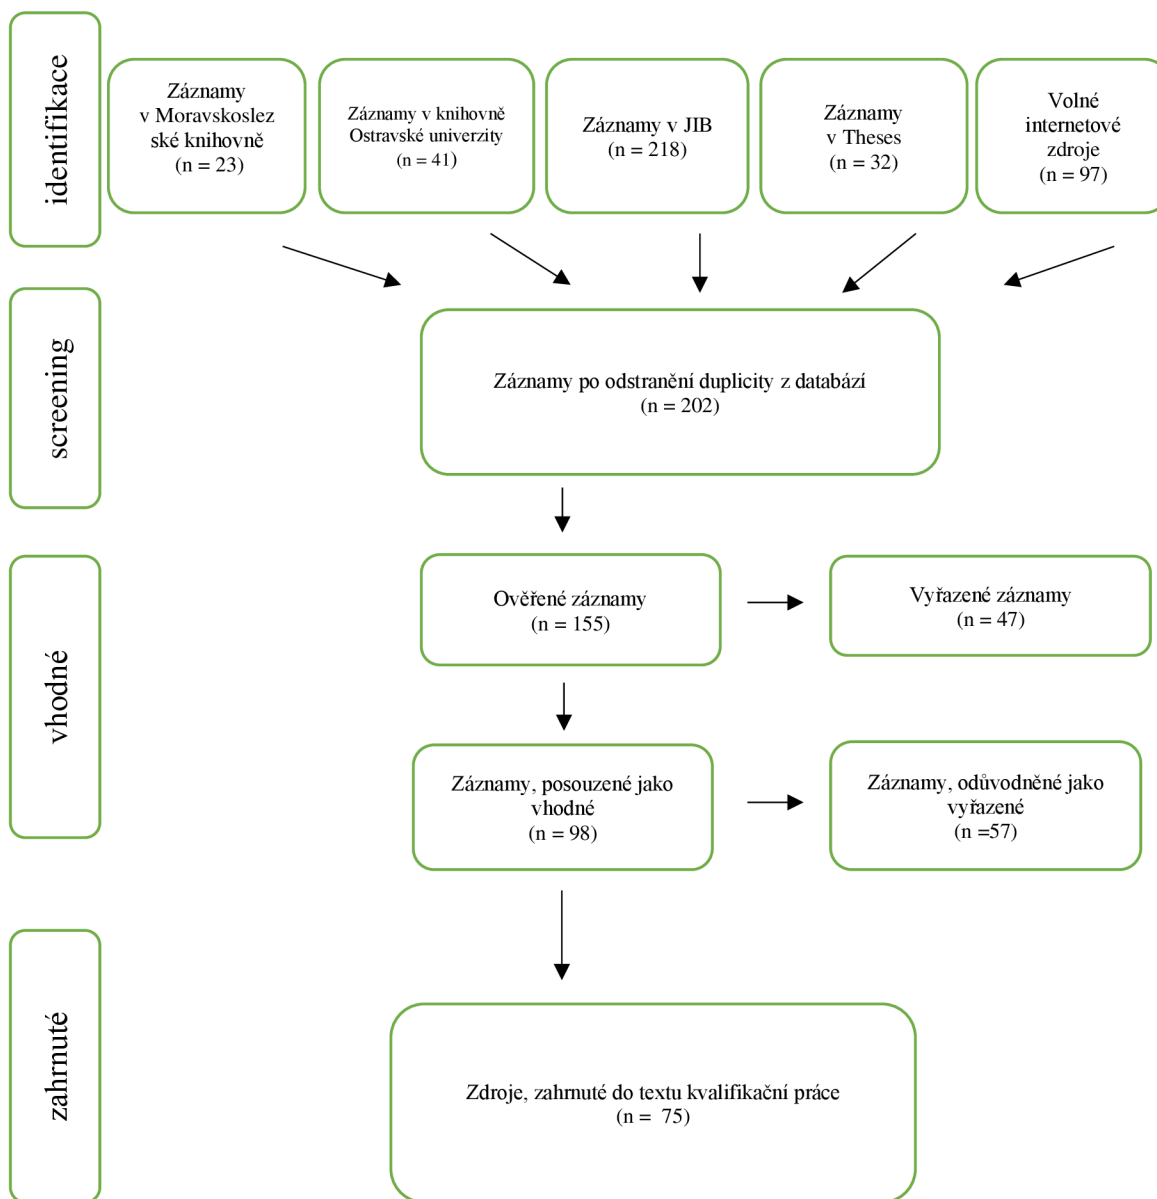 identifikace
Záznamy
v Moravskoslez
ské knihovně
(n = 23)
Záznamy v knihovně
Ostravské univerzity
(n = 41)
Záznamy v JIB
(n = 218)
Záznamy
v Theses
(n = 32)
Volné
internetové
zdroje
(n = 97)
screening
Záznamy po odstranění duplicity z databází
(n = 202)
vhodné
Ověřené záznamy
(n = 155)
Vyřazené záznamy
(n = 47)
Záznamy, posouzené jako
vhodné
(n = 98)
Záznamy, odůvodněné jako
vyřazené
(n =57)
zahrnuté
Zdroje, zahrnuté do textu kvalifikační práce
(n = 75)